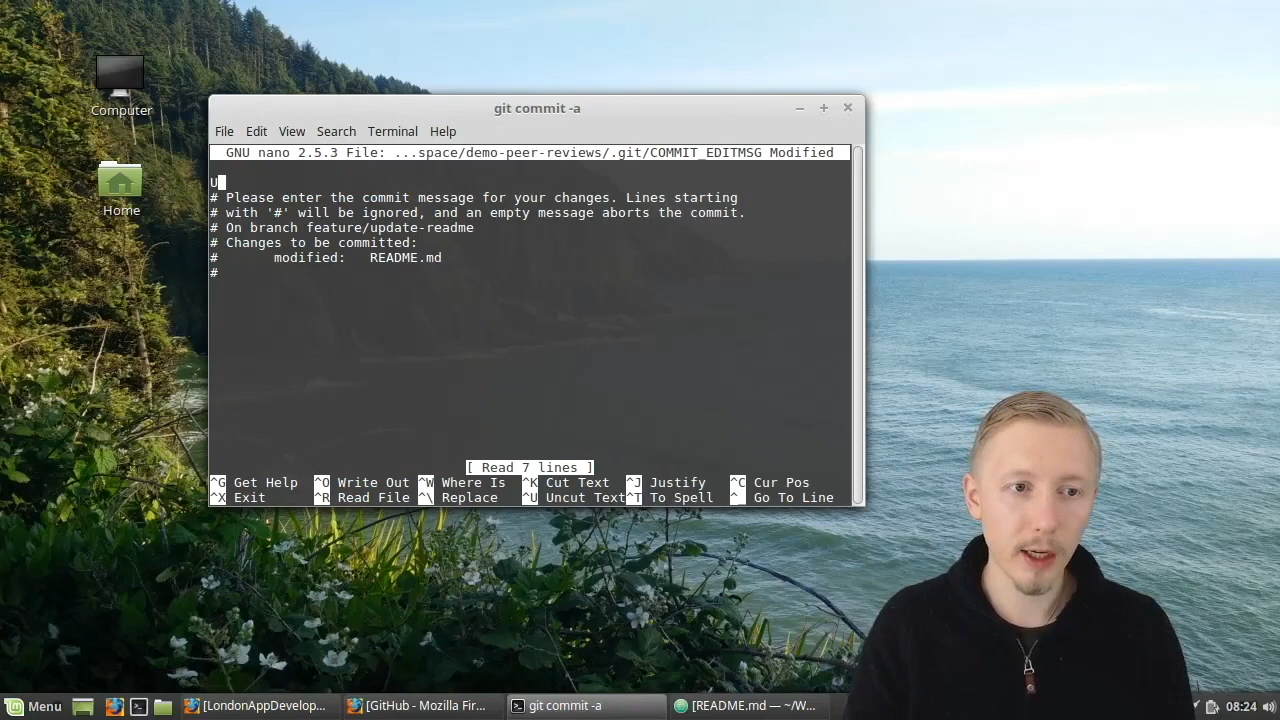 Computer
Home
git commit -a
File Edit View Search Terminal Help
GNU nano 2.5.3 File: ...space/demo-peer-reviews/.git/COMMIT_EDITMSG Modified
U
# Please enter the commit message for your changes. Lines starting
# with '#' will be ignored, and an empty message aborts the commit.
# On branch feature/update-readme
# Changes to be committed:
# modified: README.md
#
[ Read 7 lines ]
^G Get Help ^O Write Out ^W Where Is ^K Cut Text ^J Justify ^C Cur Pos
^X Exit ^R Read File ^\ Replace ^U Uncut Text ^T To Spell ^_ Go To Line
Menu [LondonAppDevelop... [GitHub - Mozilla Fir... git commit -a [README.md — ~/W... 08:24